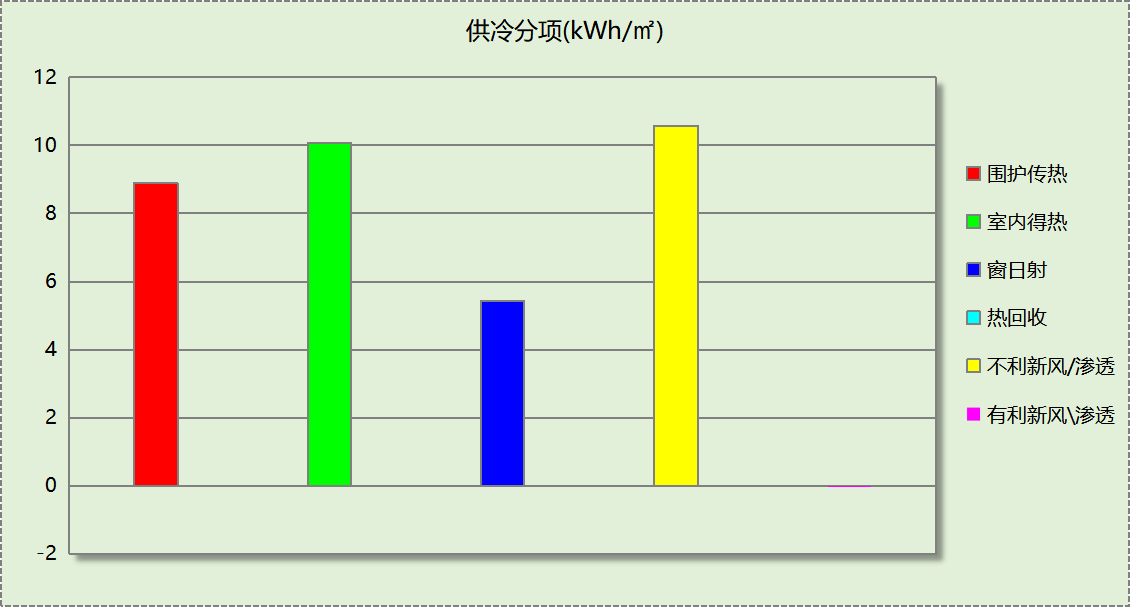 供冷分项(kWh/㎡)
12
10
8
6
4
2
0
-2
围护传热
室内得热
窗日射
热回收
不利新风/渗透
有利新风\渗透